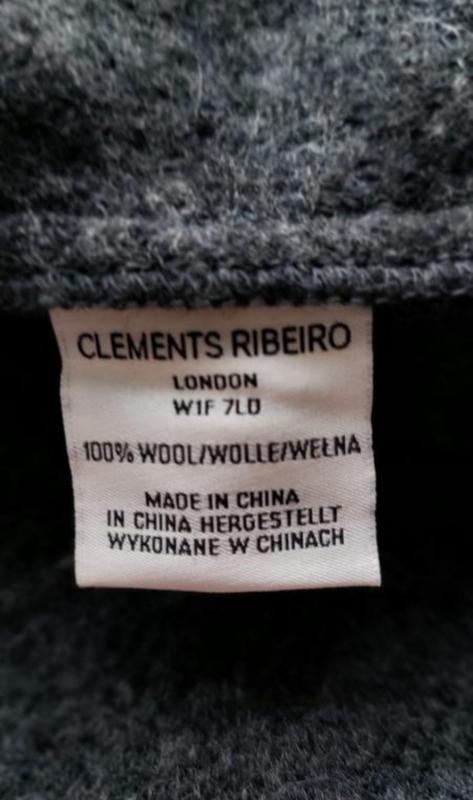 CLEMENTS RIBEIRO
LONDON
W1F 7LD
100% WOOL/WOLLE/WEŁNA
MADE IN CHINA
IN CHINA HERGESTELLT
WYKONANE W CHINACH